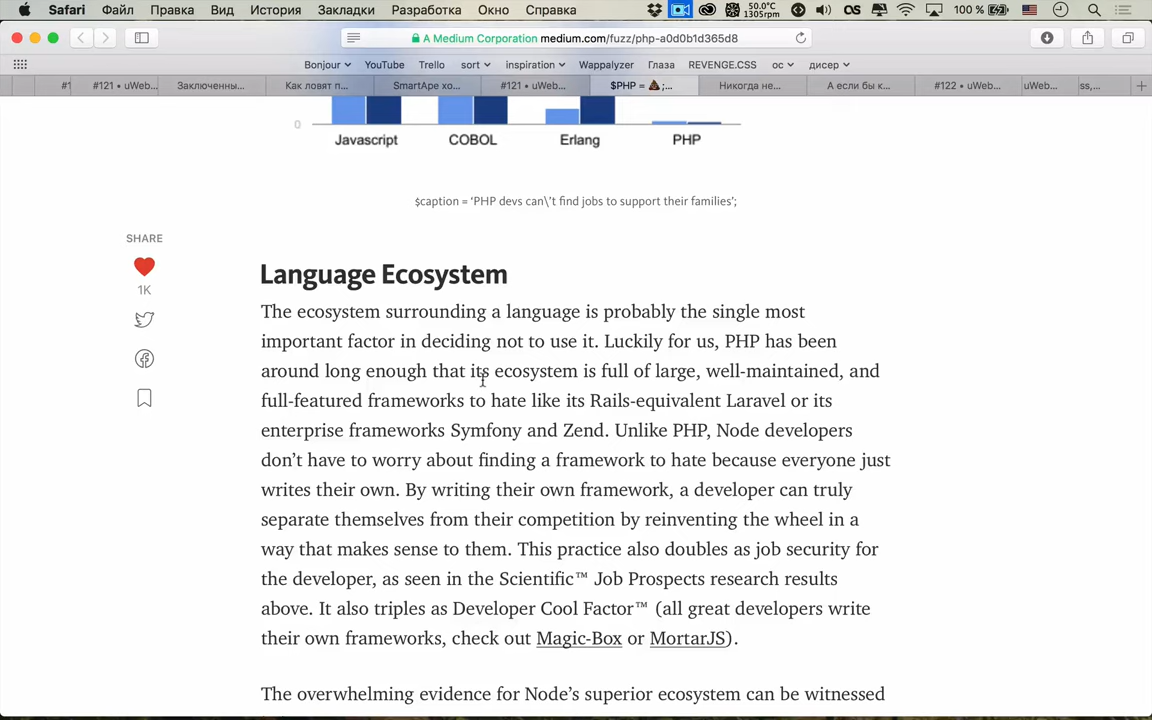 Safari Файл Правка Вид История Закладки Разработка Окно Справка 50.0°C 1305rpm 100 %
A Medium Corporation medium.com/fuzz/php-a0d0b1d365d8
Bonjour YouTube Trello sort inspiration Wappalyzer Глаза REVENGE.CSS ос дисер
#1 #121 • uWeb... Заключенны... Как ловят п... SmartApe хо... #121 • uWeb... $PHP = 💩;... Никогда не... А если бы к... #122 • uWeb... uWeb... ss,...
0
Javascript COBOL Erlang PHP
$caption = ‘PHP devs can\’t find jobs to support their families’;
SHARE
1K
Language Ecosystem
The ecosystem surrounding a language is probably the single most
important factor in deciding not to use it. Luckily for us, PHP has been
around long enough that its ecosystem is full of large, well-maintained, and
full-featured frameworks to hate like its Rails-equivalent Laravel or its
enterprise frameworks Symfony and Zend. Unlike PHP, Node developers
don’t have to worry about finding a framework to hate because everyone just
writes their own. By writing their own framework, a developer can truly
separate themselves from their competition by reinventing the wheel in a
way that makes sense to them. This practice also doubles as job security for
the developer, as seen in the Scientific™ Job Prospects research results
above. It also triples as Developer Cool Factor™ (all great developers write
their own frameworks, check out Magic-Box or MortarJS).
The overwhelming evidence for Node’s superior ecosystem can be witnessed